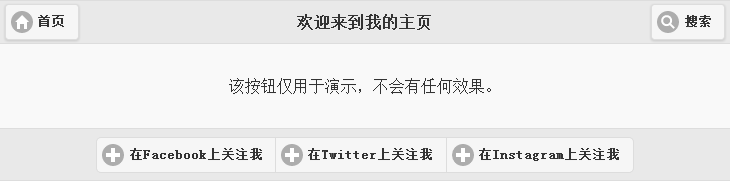 首页 欢迎来到我的主页 搜索
该按钮仅用于演示，不会有任何效果。
在Facebook上关注我 在Twitter上关注我 在Instagram上关注我